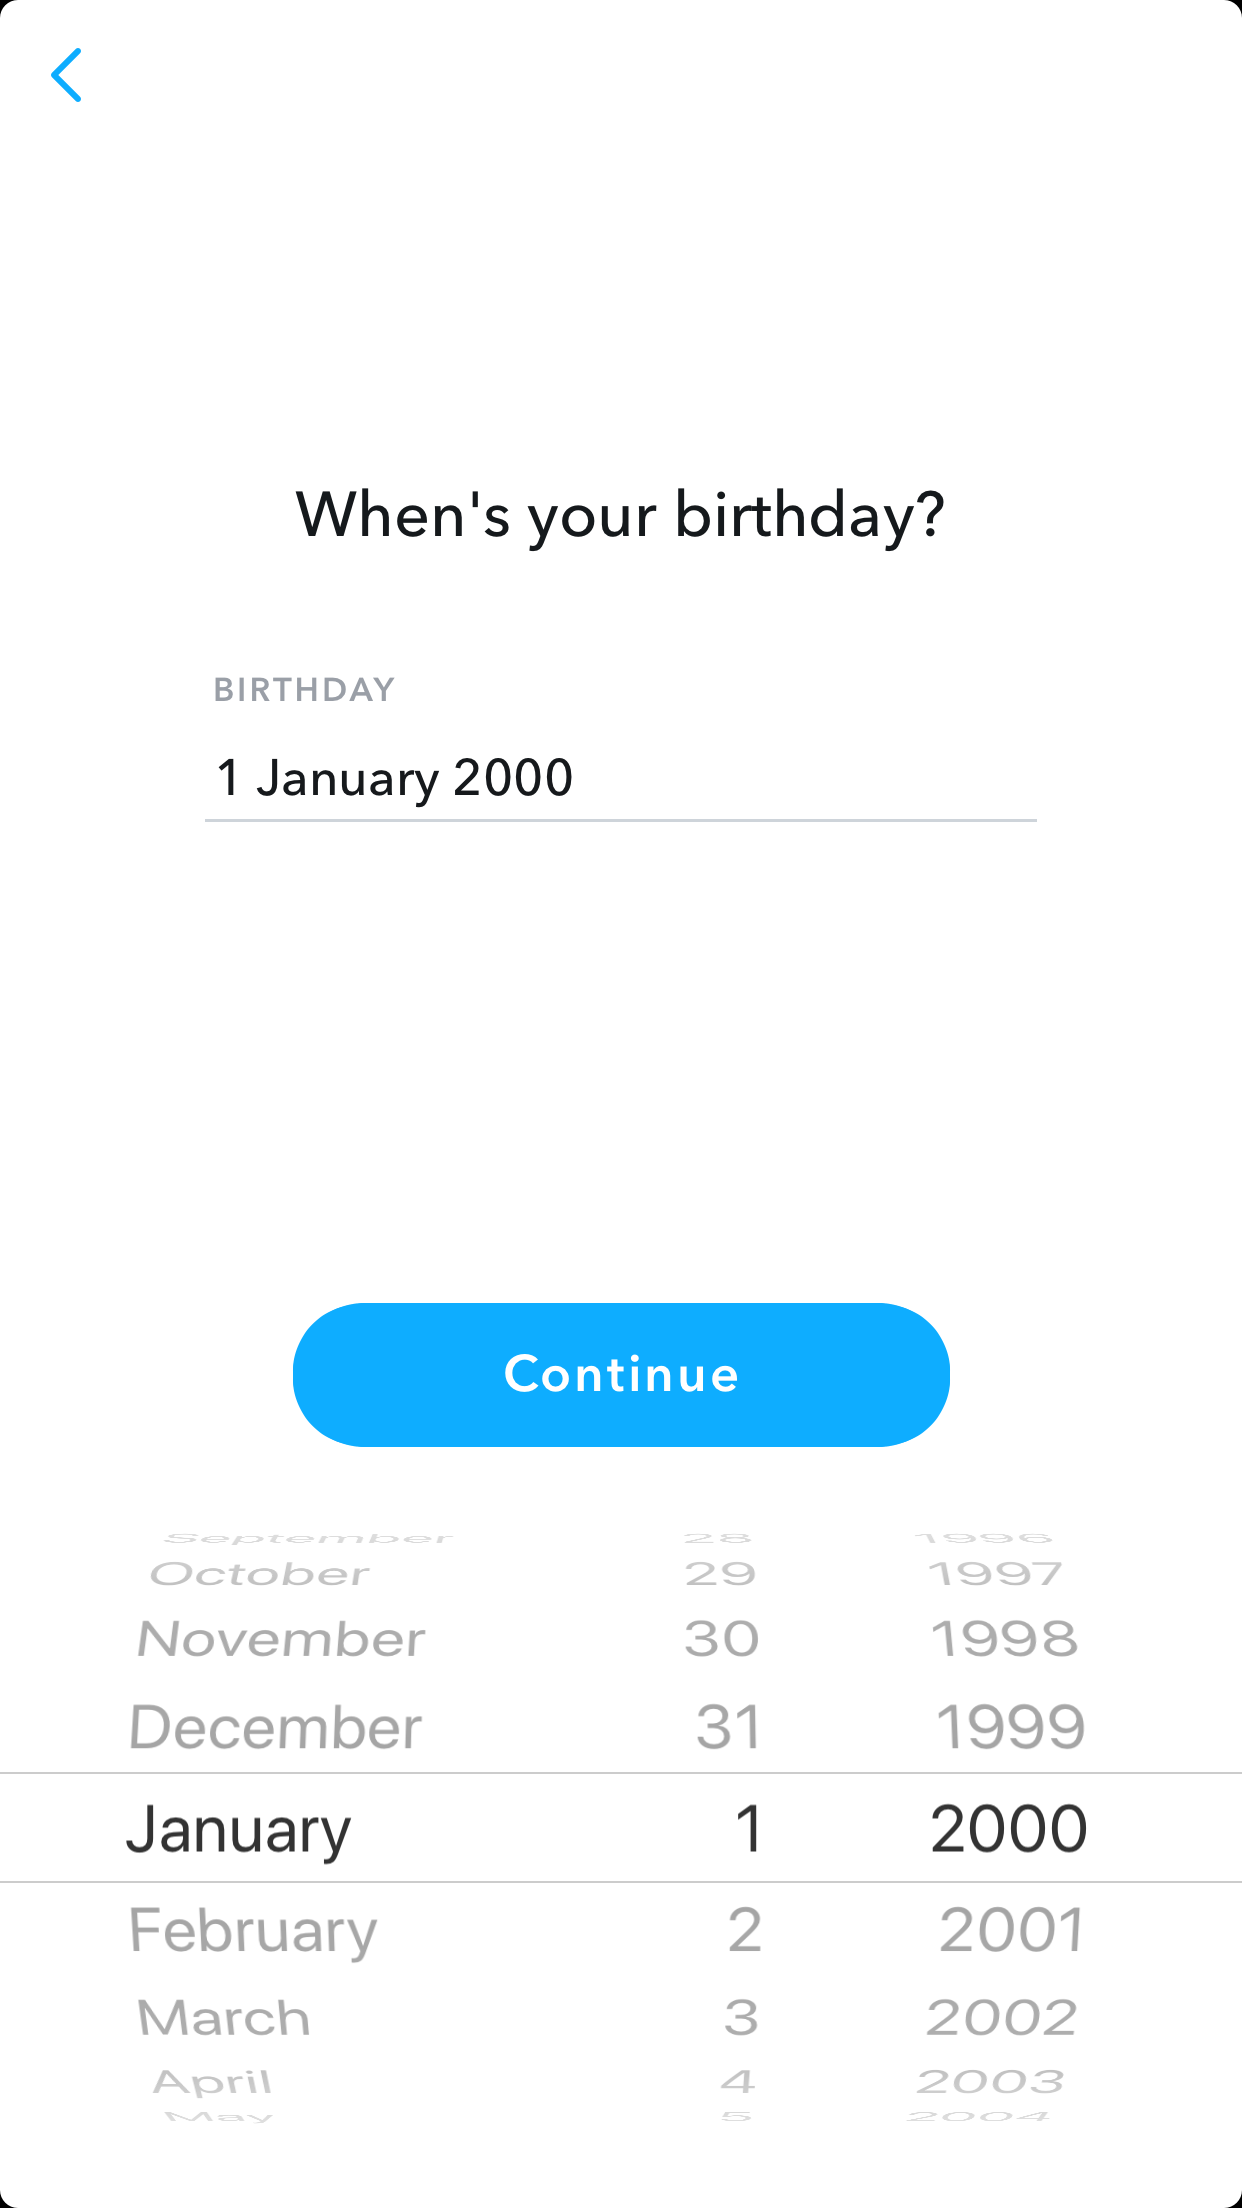 When's your birthday?
BIRTHDAY
1 January 2000
Continue
September 28 1996
October 29 1997
November 30 1998
December 31 1999
January 1 2000
February 2 2001
March 3 2002
April 4 2003
May 5 2004